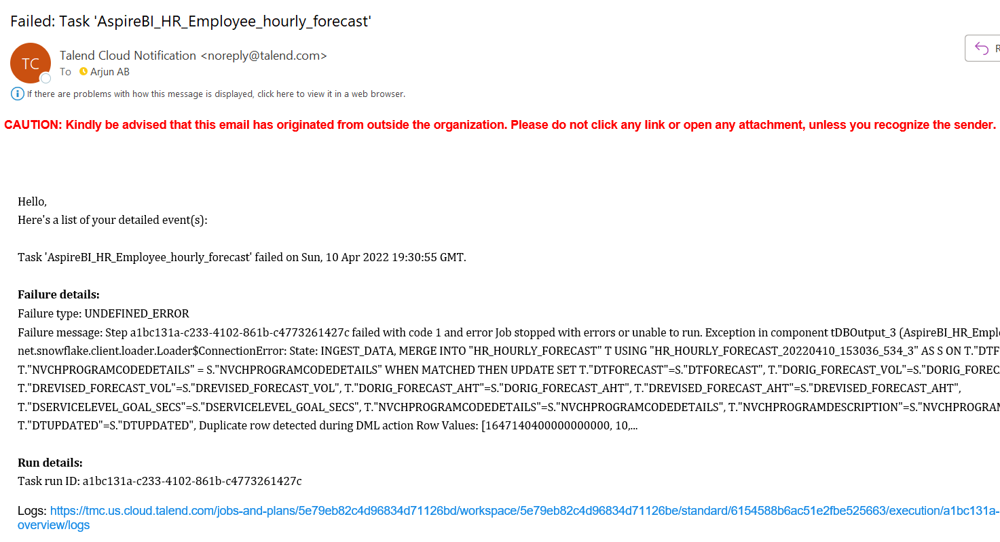 Failed: Task 'AspireBI_HR_Employee_hourly_forecast'
TC
Talend Cloud Notification <noreply@talend.com>
To Arjun AB
If there are problems with how this message is displayed, click here to view it in a web browser.
CAUTION: Kindly be advised that this email has originated from outside the organization. Please do not click any link or open any attachment, unless you recognize the sender.
Hello,
Here's a list of your detailed event(s):
Task 'AspireBI_HR_Employee_hourly_forecast' failed on Sun, 10 Apr 2022 19:30:55 GMT.
Failure details:
Failure type: UNDEFINED_ERROR
Failure message: Step a1bc131a-c233-4102-861b-c4773261427c failed with code 1 and error Job stopped with errors or unable to run. Exception in component tDBOutput_3 (AspireBI_HR_Empl
net.snowflake.client.loader.Loader$ConnectionError: State: INGEST_DATA, MERGE INTO "HR_HOURLY_FORECAST" T USING "HR_HOURLY_FORECAST_20220410_153036_534_3" AS S ON T."DTF
T."NVCHPROGRAMCODEDETAILS" = S."NVCHPROGRAMCODEDETAILS" WHEN MATCHED THEN UPDATE SET T."DTFORECAST"=S."DTFORECAST", T."DORIG_FORECAST_VOL"=S."DORIG_FOREC
T."DREVISED_FORECAST_VOL"=S."DREVISED_FORECAST_VOL", T."DORIG_FORECAST_AHT"=S."DORIG_FORECAST_AHT", T."DREVISED_FORECAST_AHT"=S."DREVISED_FORECAST_AHT",
T."DSERVICELEVEL_GOAL_SECS"=S."DSERVICELEVEL_GOAL_SECS", T."NVCHPROGRAMCODEDETAILS"=S."NVCHPROGRAMCODEDETAILS", T."NVCHPROGRAMDESCRIPTION"=S."NVCHPROGRAM
T."DTUPDATED"=S."DTUPDATED", Duplicate row detected during DML action Row Values: [1647140400000000000, 10,...
Run details:
Task run ID: a1bc131a-c233-4102-861b-c4773261427c
Logs: https://tmc.us.cloud.talend.com/jobs-and-plans/5e79eb82c4d96834d71126bd/workspace/5e79eb82c4d96834d71126be/standard/6154588b6ac51e2fbe525663/execution/a1bc131a-
overview/logs